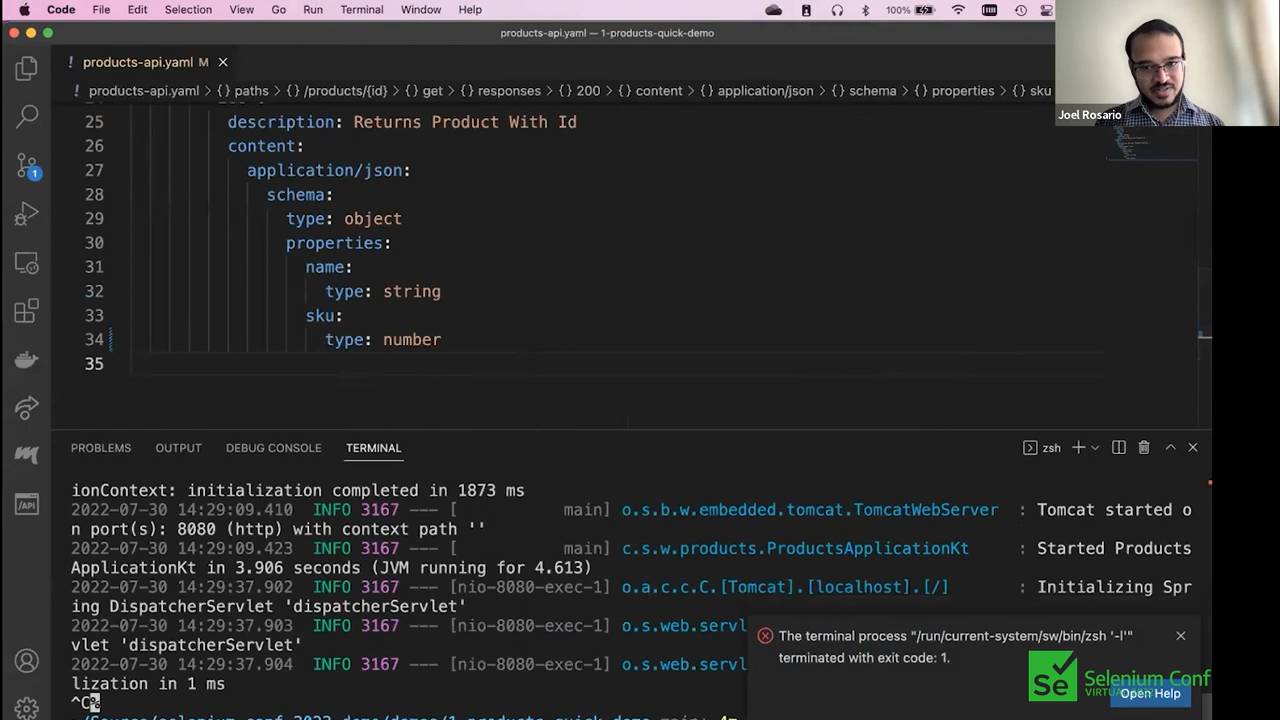 Code File Edit Selection View Go Run Terminal Window Help 100%
products-api.yaml — 1-products-quick-demo
! products-api.yaml M ×
! products-api.yaml > {} paths > {} /products/{id} > {} get > {} responses > {} 200 > {} content > {} application/json > {} schema > {} properties > {} sku
Joel Rosario
25 description: Returns Product With Id
26 content:
27 application/json:
28 schema:
29 type: object
30 properties:
31 name:
32 type: string
33 sku:
34 type: number
35
1
/API
PROBLEMS OUTPUT DEBUG CONSOLE TERMINAL zsh
ionContext: initialization completed in 1873 ms
2022-07-30 14:29:09.410 INFO 3167 --- [ main] o.s.b.w.embedded.tomcat.TomcatWebServer : Tomcat started o
n port(s): 8080 (http) with context path ''
2022-07-30 14:29:09.423 INFO 3167 --- [ main] c.s.w.products.ProductsApplicationKt : Started Products
ApplicationKt in 3.906 seconds (JVM running for 4.613)
2022-07-30 14:29:37.902 INFO 3167 --- [nio-8080-exec-1] o.a.c.c.C.[Tomcat].[localhost].[/] : Initializing Spr
ing DispatcherServlet 'dispatcherServlet'
2022-07-30 14:29:37.903 INFO 3167 --- [nio-8080-exec-1] o.s.web.servl
vlet 'dispatcherServlet'
2022-07-30 14:29:37.904 INFO 3167 --- [nio-8080-exec-1] o.s.web.servl
lization in 1 ms
^C%
The terminal process "/run/current-system/sw/bin/zsh '-l'"
terminated with exit code: 1.
Se Selenium Conf
Open Help